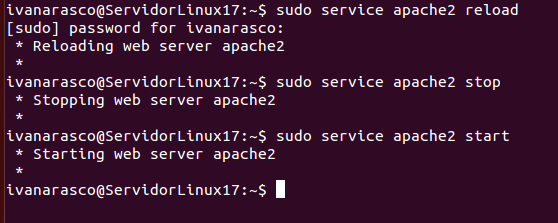 ivanarasco@ServidorLinux17:~$ sudo service apache2 reload
[sudo] password for ivanarasco:
 * Reloading web server apache2
 *
ivanarasco@ServidorLinux17:~$ sudo service apache2 stop
 * Stopping web server apache2
 *
ivanarasco@ServidorLinux17:~$ sudo service apache2 start
 * Starting web server apache2
 *
ivanarasco@ServidorLinux17:~$